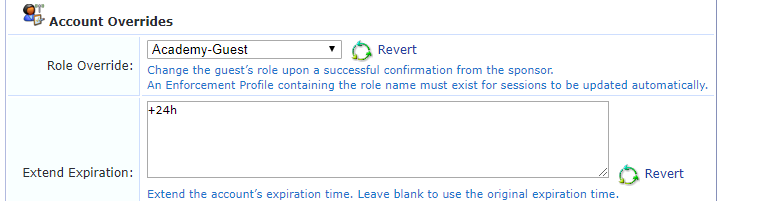 Account Overrides
Role Override:
Academy-Guest
Revert
Change the guest's role upon a successful confirmation from the sponsor.
An Enforcement Profile containing the role name must exist for sessions to be updated automatically.
Extend Expiration:
+24h
Revert
Extend the account's expiration time. Leave blank to use the original expiration time.